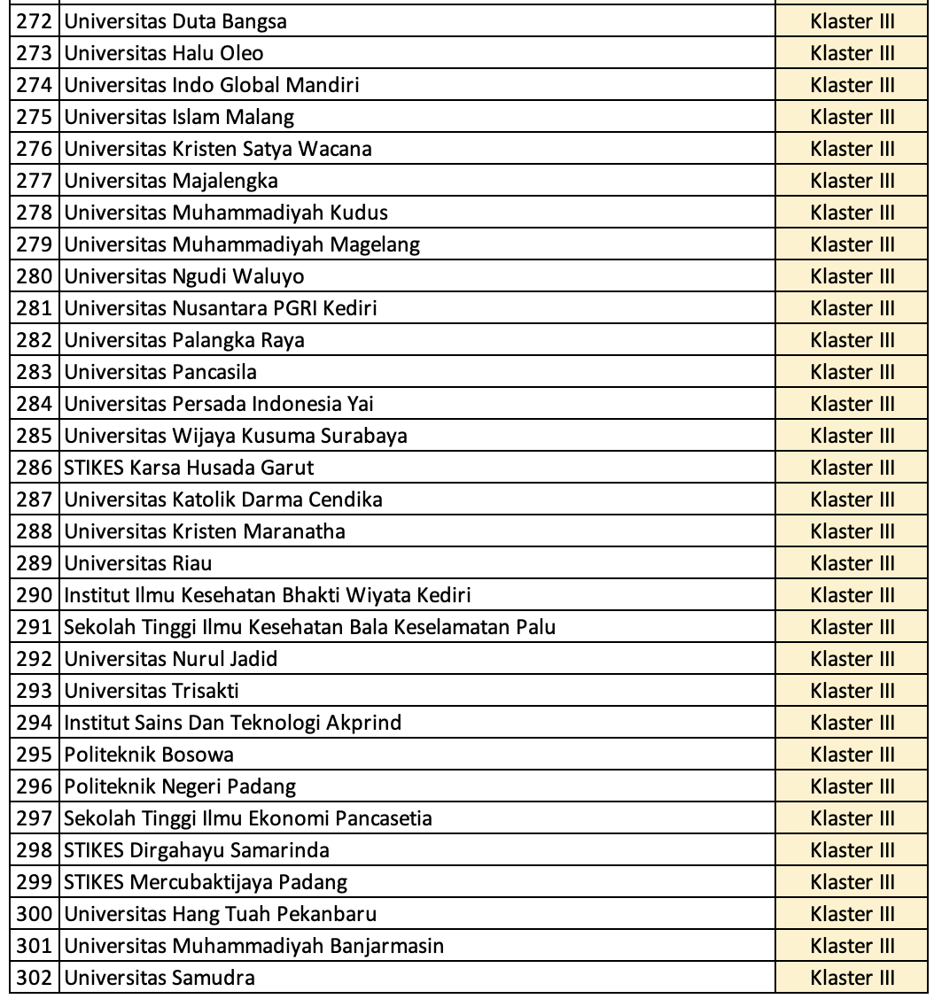 272 Universitas Duta Bangsa Klaster III
273 Universitas Halu Oleo Klaster III
274 Universitas Indo Global Mandiri Klaster III
275 Universitas Islam Malang Klaster III
276 Universitas Kristen Satya Wacana Klaster III
277 Universitas Majalengka Klaster III
278 Universitas Muhammadiyah Kudus Klaster III
279 Universitas Muhammadiyah Magelang Klaster III
280 Universitas Ngudi Waluyo Klaster III
281 Universitas Nusantara PGRI Kediri Klaster III
282 Universitas Palangka Raya Klaster III
283 Universitas Pancasila Klaster III
284 Universitas Persada Indonesia Yai Klaster III
285 Universitas Wijaya Kusuma Surabaya Klaster III
286 STIKES Karsa Husada Garut Klaster III
287 Universitas Katolik Darma Cendika Klaster III
288 Universitas Kristen Maranatha Klaster III
289 Universitas Riau Klaster III
290 Institut Ilmu Kesehatan Bhakti Wiyata Kediri Klaster III
291 Sekolah Tinggi Ilmu Kesehatan Bala Keselamatan Palu Klaster III
292 Universitas Nurul Jadid Klaster III
293 Universitas Trisakti Klaster III
294 Institut Sains Dan Teknologi Akprind Klaster III
295 Politeknik Bosowa Klaster III
296 Politeknik Negeri Padang Klaster III
297 Sekolah Tinggi Ilmu Ekonomi Pancasetia Klaster III
298 STIKES Dirgahayu Samarinda Klaster III
299 STIKES Mercubaktijaya Padang Klaster III
300 Universitas Hang Tuah Pekanbaru Klaster III
301 Universitas Muhammadiyah Banjarmasin Klaster III
302 Universitas Samudra Klaster III